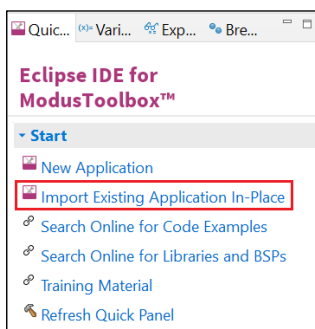 Quic... (x)= Vari... Exp... Bre...
Eclipse IDE for
ModusToolbox™
Start
New Application
Import Existing Application In-Place
Search Online for Code Examples
Search Online for Libraries and BSPs
Training Material
Refresh Quick Panel